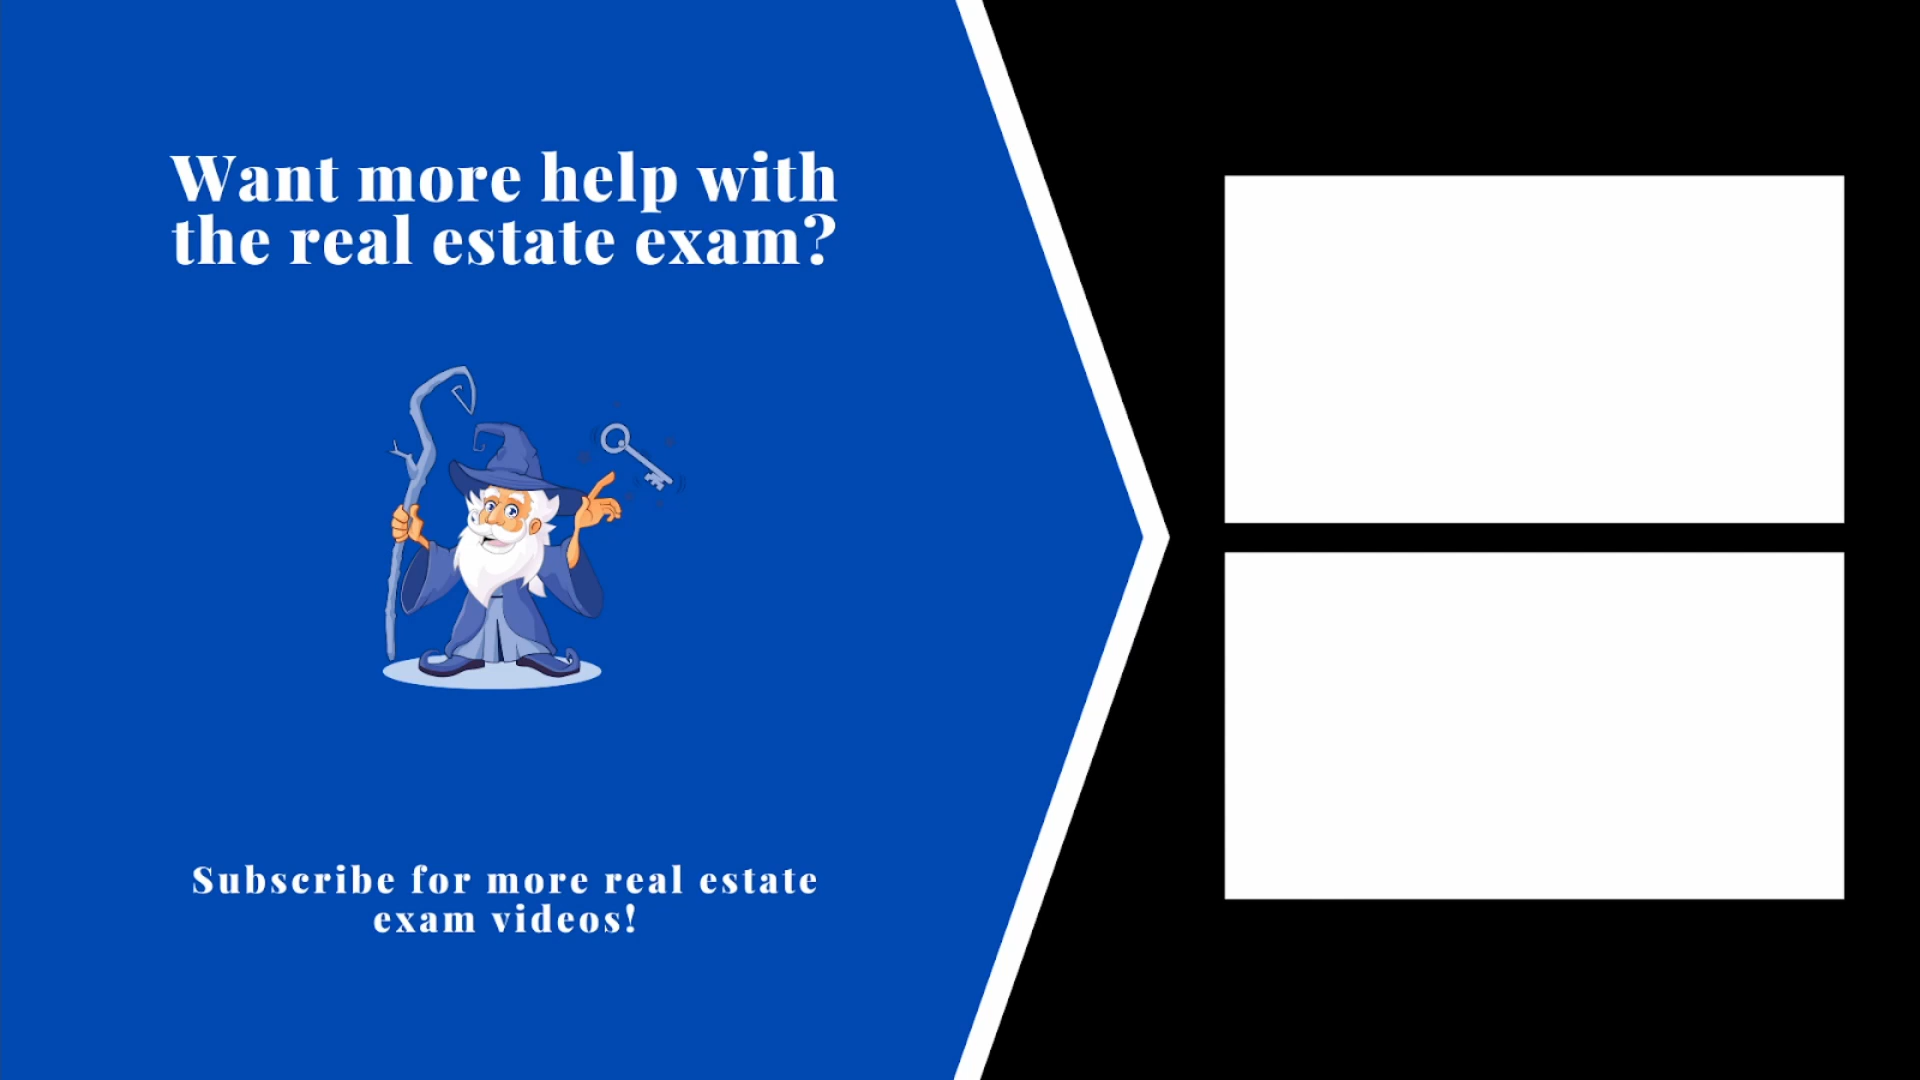 Want more help with
the real estate exam?
Subscribe for more real estate
exam videos!